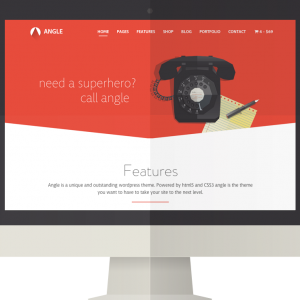 ANGLE
HOME PAGES FEATURES SHOP BLOG PORTFOLIO CONTACT 0 - $69
need a superhero?
call angle
Features
Angle is a unique and outstanding wordpress theme. Powered by html5 and CSS3 angle is the theme
you want to have to take your site to the next level.